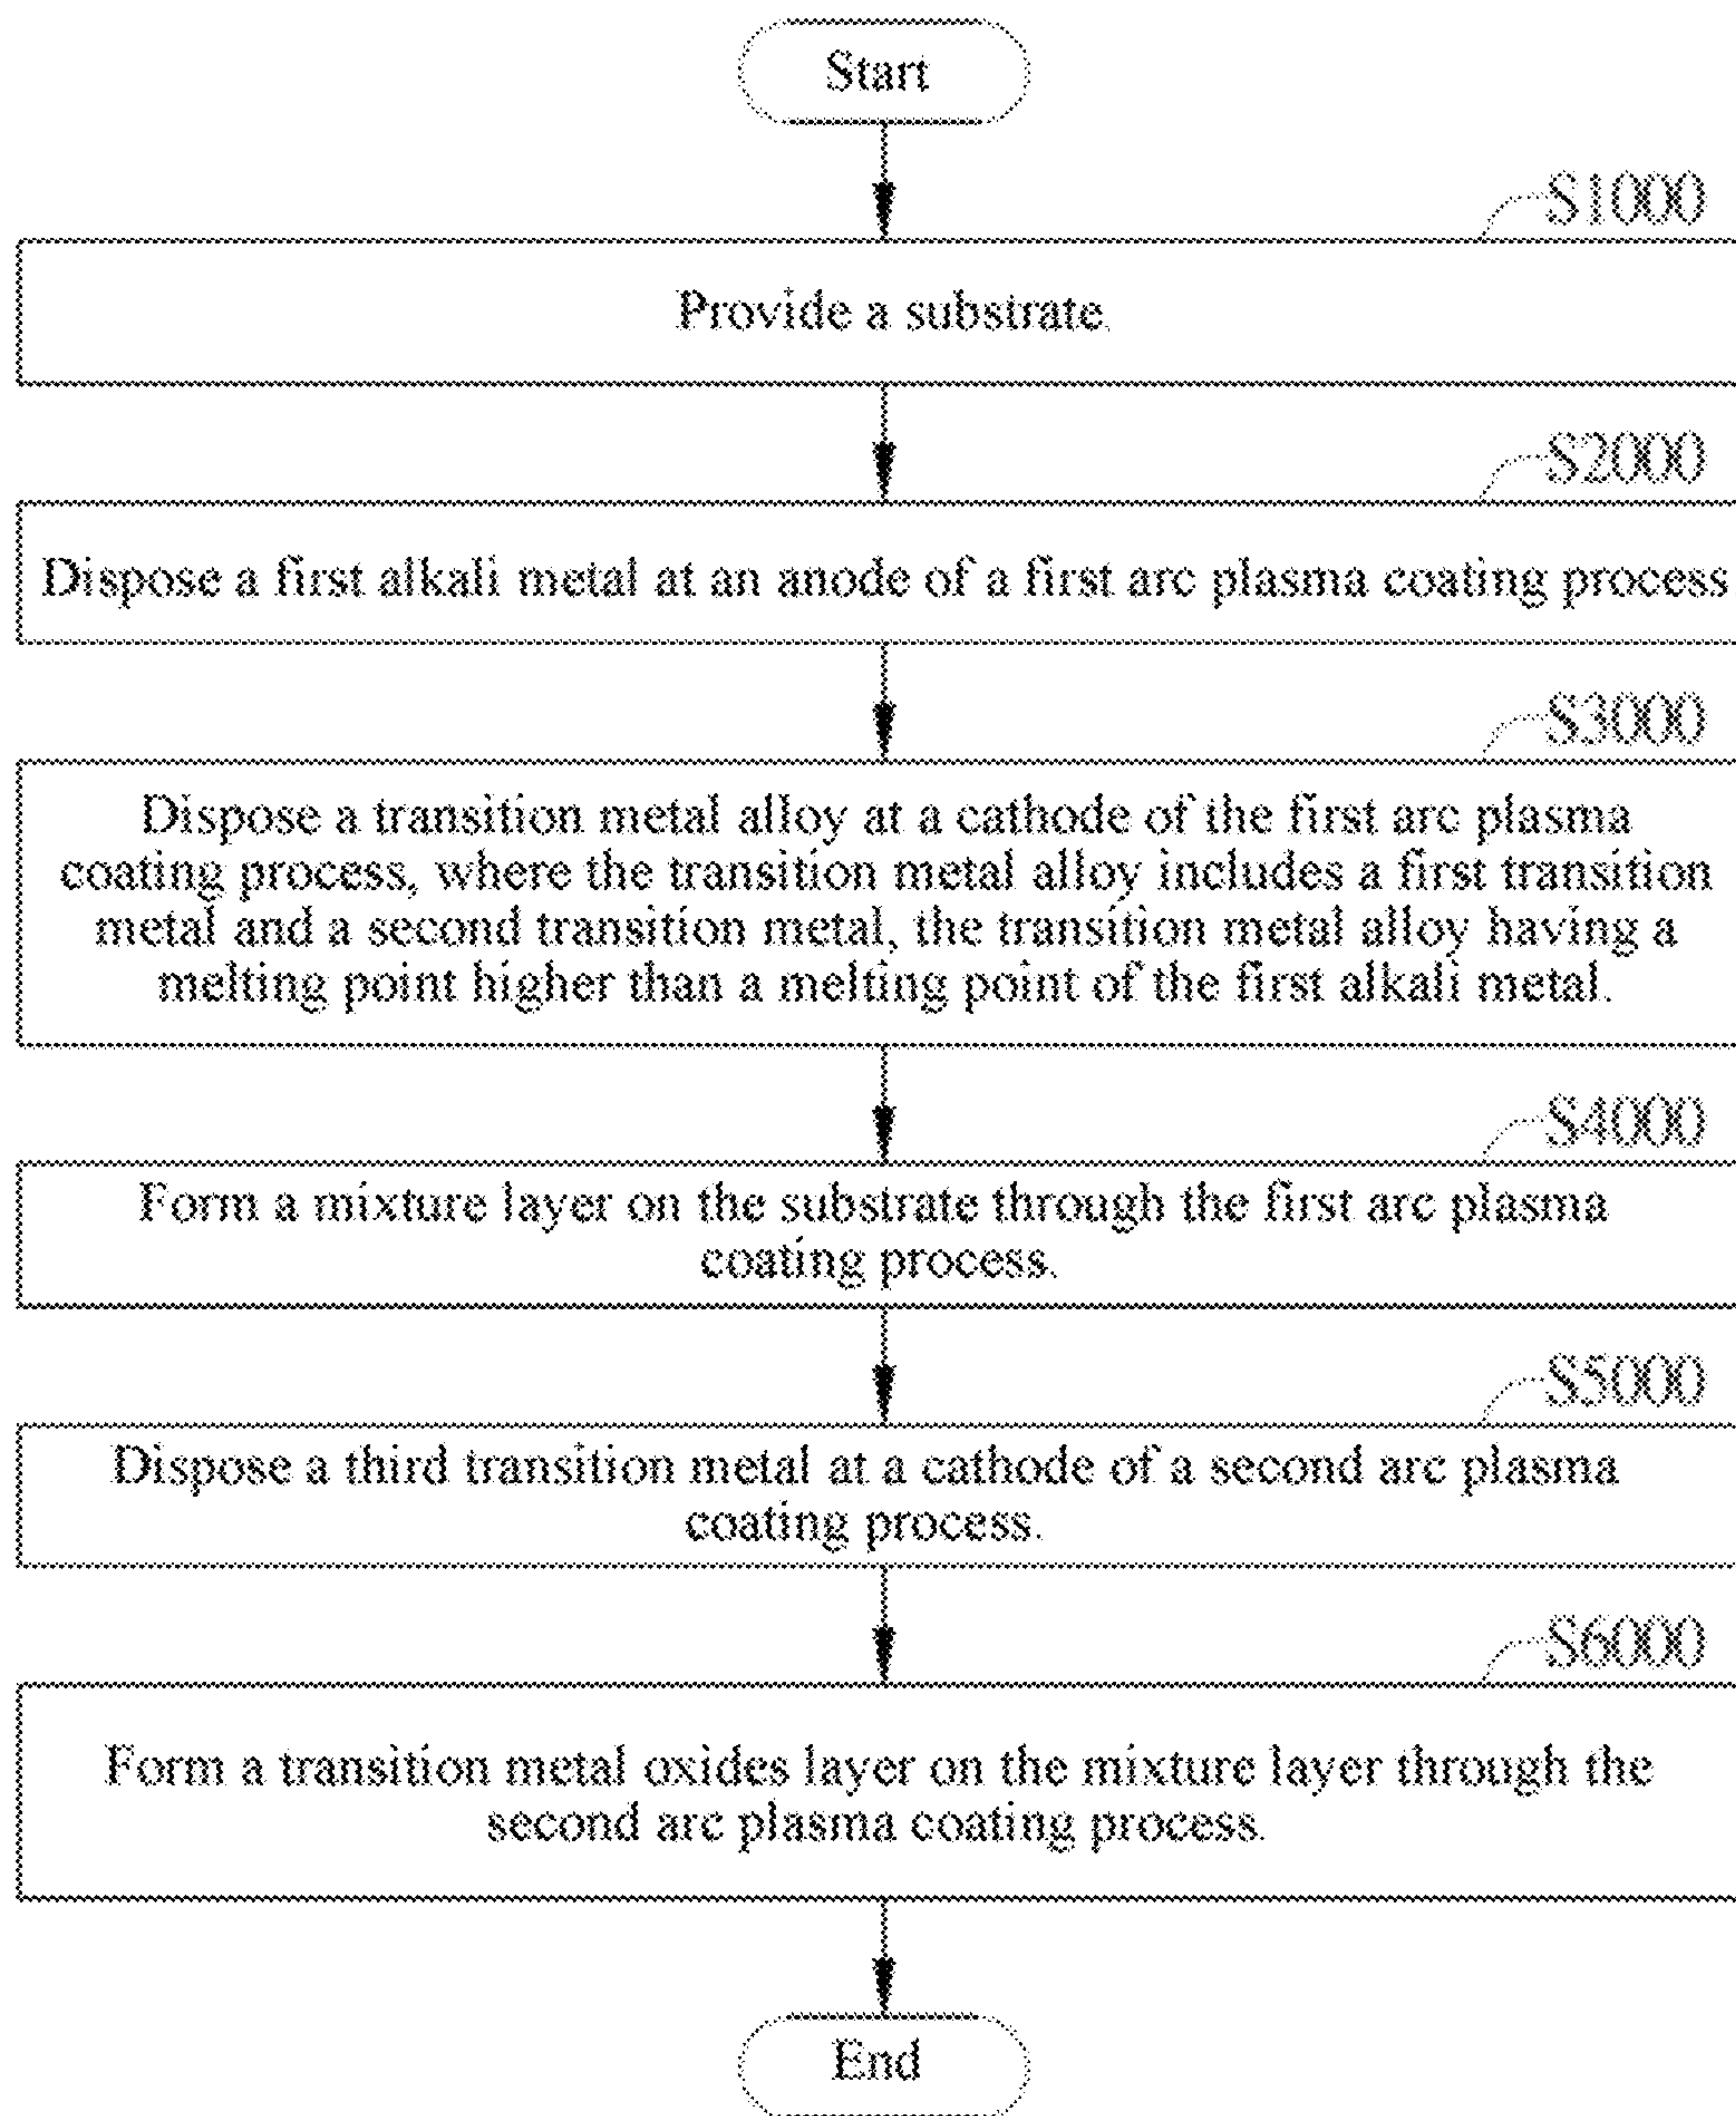 Start
S1000
Provide a substrate.
S2000
Dispose a first alkali metal at an anode of a first arc plasma coating process
S3000
Dispose a transition metal alloy at a cathode of the first arc plasma
coating process, where the transition metal alloy includes a first transition
metal and a second transition metal, the transition metal alloy having a
melting point higher than a melting point of the first alkali metal.
S4000
Form a mixture layer on the substrate through the first arc plasma
coating process.
S5000
Dispose a third transition metal at a cathode of a second arc plasma
coating process.
S6000
Form a transition metal oxides layer on the mixture layer through the
second arc plasma coating process.
End